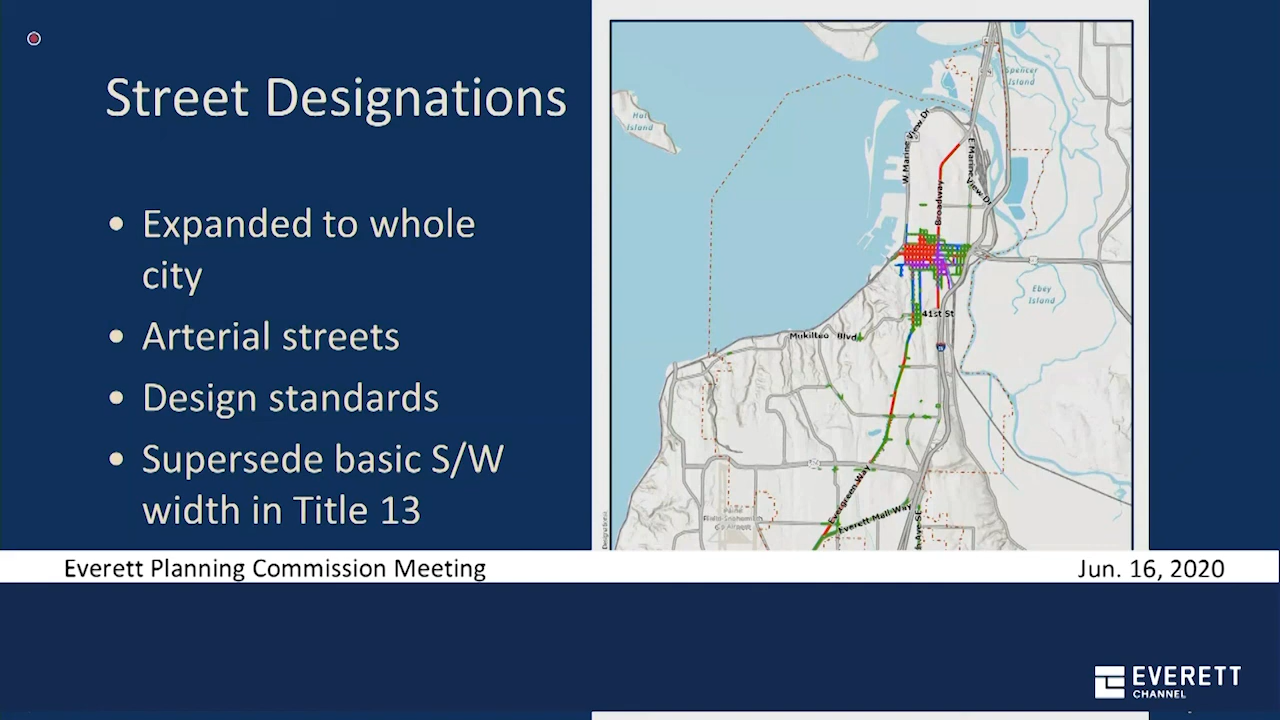 Street Designations
• Expanded to whole
city
• Arterial streets
• Design standards
• Supersede basic S/W
width in Title 13
Spencer
Island
Hat
Island
W Marine View Dr
E Marine View Dr
Broadway
Ebey
Island
41st St
Mukilteo Blvd
Evergreen Way
Everett Mall Way
Everett Planning Commission Meeting
Jun. 16, 2020
EVERETT
CHANNEL